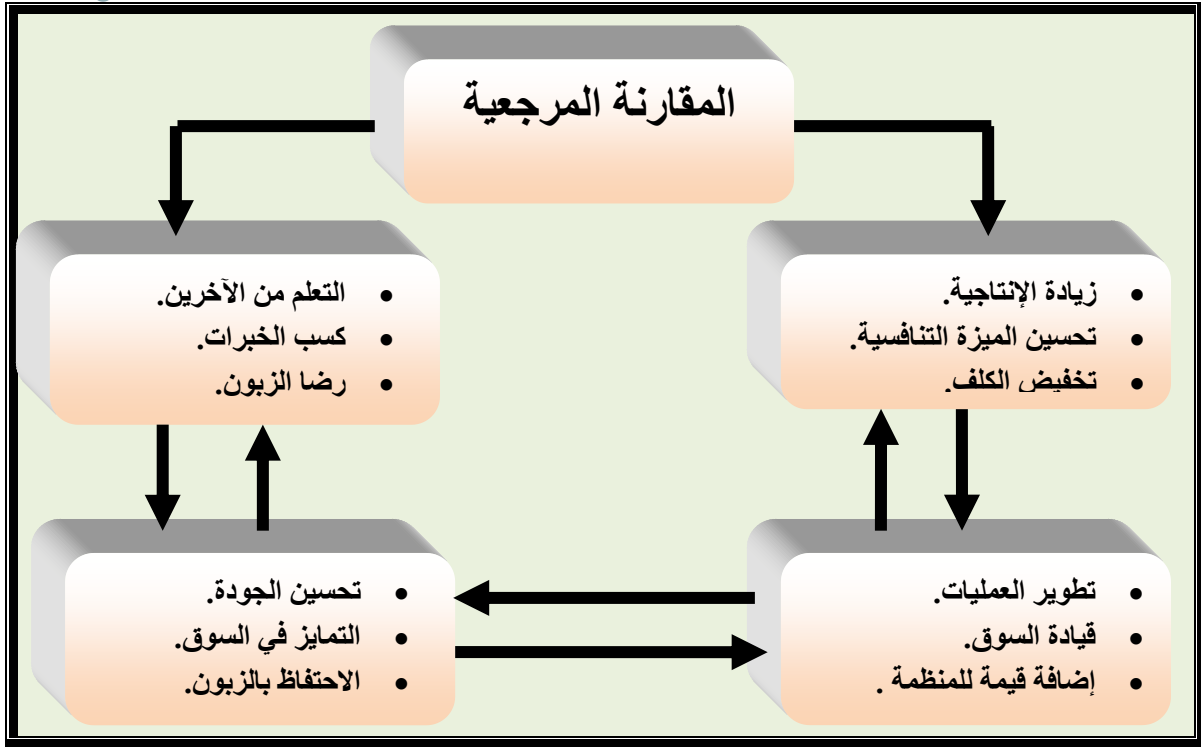 المقارنة المرجعية
• زيادة الإنتاجية.
• تحسين الميزة التنافسية.
• تخفيض الكلف.
• التعلم من الآخرين.
• كسب الخبرات.
• رضا الزبون.
• تطوير العمليات.
• قيادة السوق.
• إضافة قيمة للمنظمة .
• تحسين الجودة.
• التمايز في السوق.
• الاحتفاظ بالزبون.